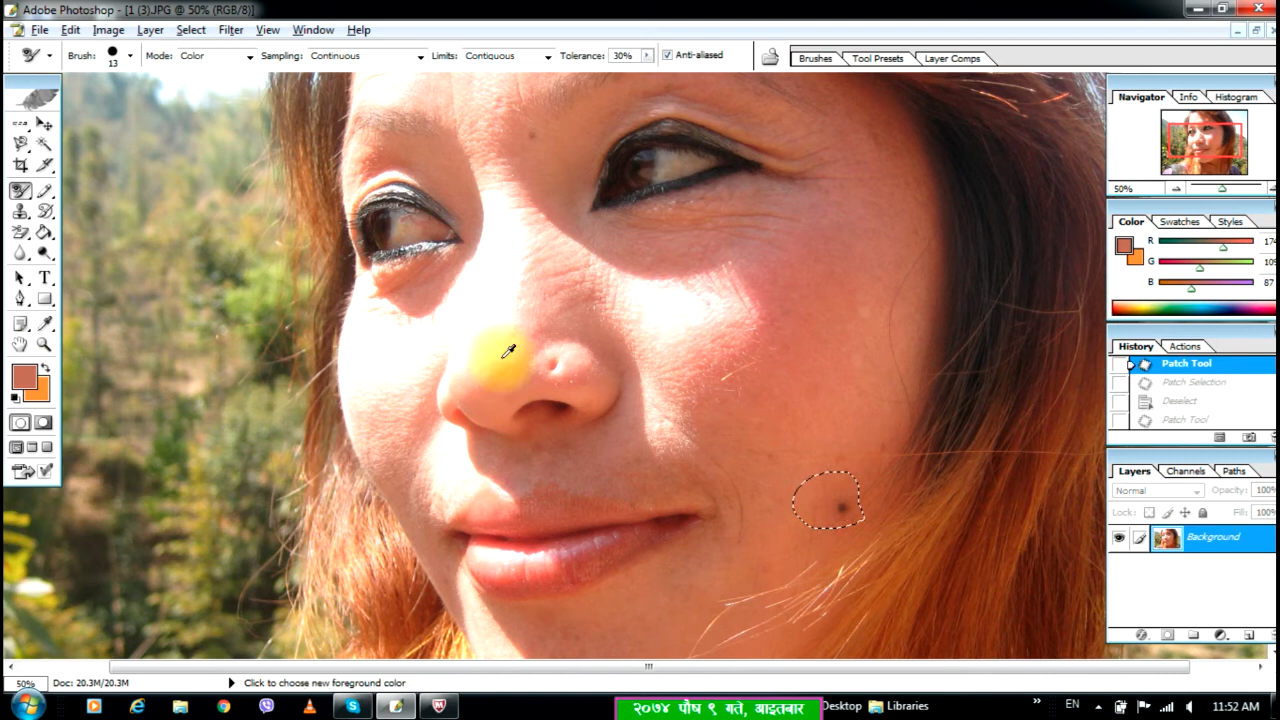 Adobe Photoshop - [1 (3).JPG @ 50% (RGB/8)]
File Edit Image Layer Select Filter View Window Help
Brush: 13 Mode: Color Sampling: Continuous Limits: Contiguous Tolerance: 30% Anti-aliased Brushes Tool Presets Layer Comps
Navigator Info Histogram
50%
Color Swatches Styles
R 174
G 109
B 87
History Actions
Patch Tool
Patch Selection
Deselect
Patch Tool
Layers Channels Paths
Normal Opacity: 100%
Lock: Fill: 100%
Background
50% Doc: 20.3M/20.3M Click to choose new foreground color
२०७४ पौष ९ गते, आइतबार Desktop Libraries EN 11:52 AM